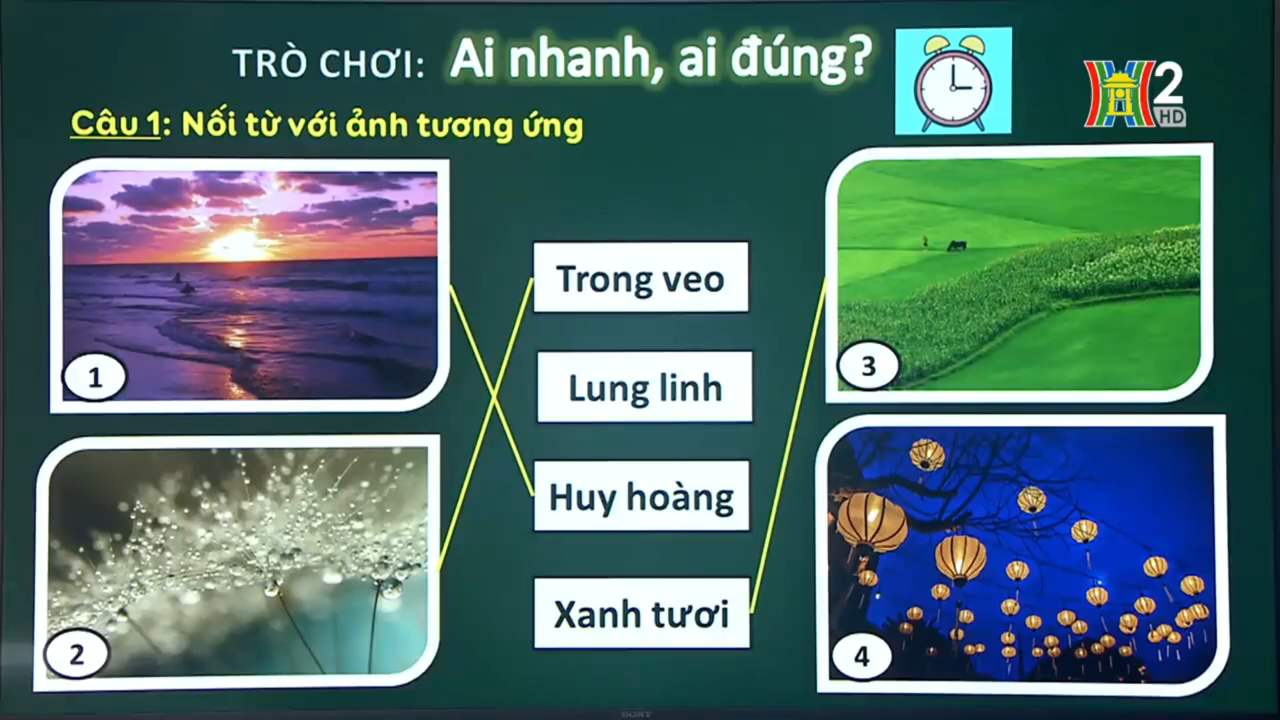 TRÒ CHƠI: Ai nhanh, ai đúng?
2
HD
Câu 1: Nối từ với ảnh tương ứng
1
2
Trong veo
Lung linh
Huy hoàng
Xanh tươi
3
4
SONY